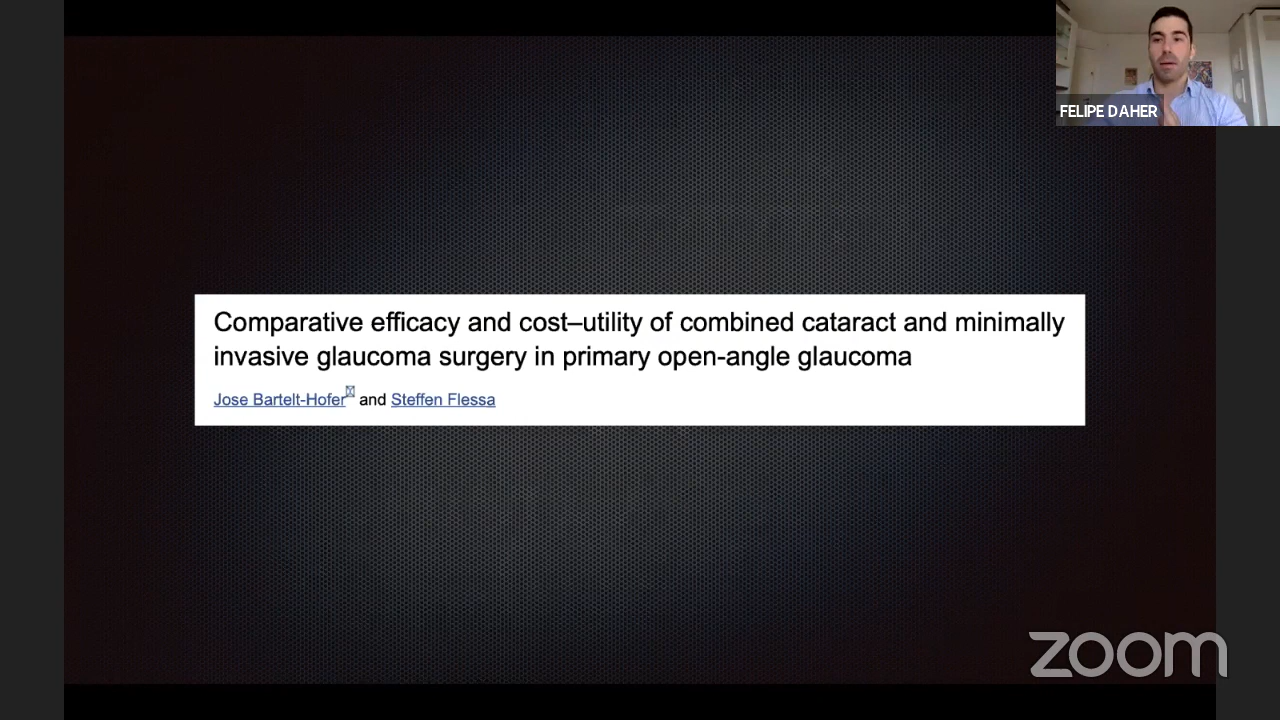 FELIPE DAHER
Comparative efficacy and cost–utility of combined cataract and minimally
invasive glaucoma surgery in primary open-angle glaucoma
Jose Bartelt-Hofer and Steffen Flessa
zoom